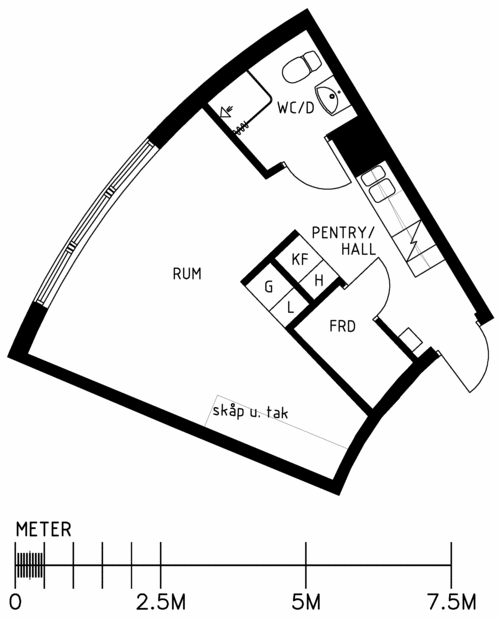 WC/D
PENTRY/
HALL
RUM
KF
G
H
L
FRD
skåp u. tak
METER
0
2.5M
5M
7.5M